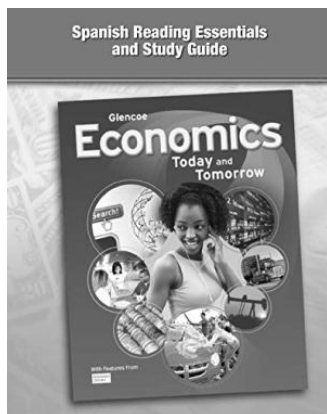 Spanish Reading Essentials
and Study Guide
Glencoe
Economics
Today and
Tomorrow
Search!
With Features From